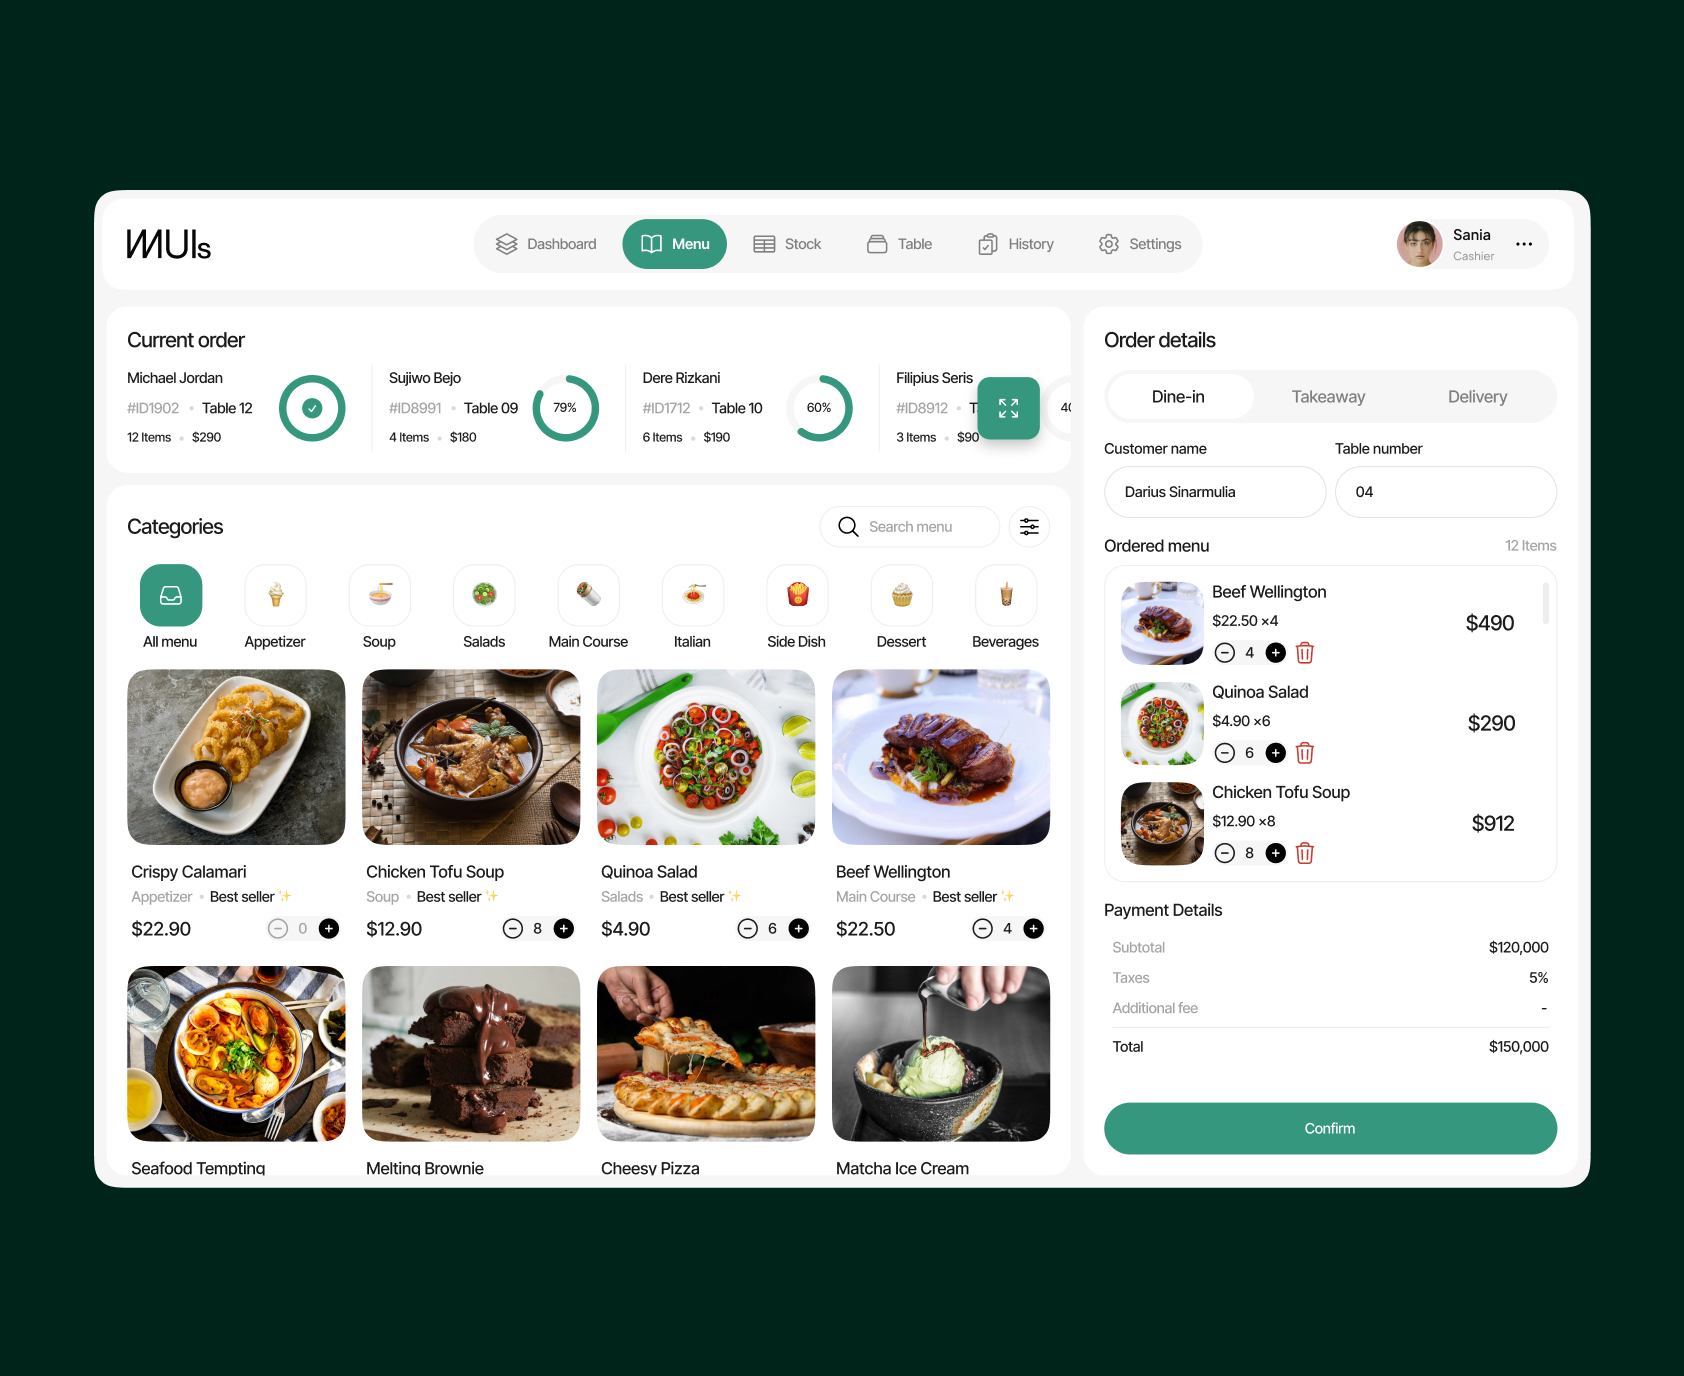 MUIs
Dashboard
Menu
Stock
Table
History
Settings
Sania
Cashier
Current order
Michael Jordan
#ID1902 • Table 12
12 Items • $290
Sujiwo Bejo
#ID8991 • Table 09
4 Items • $180
79%
Dere Rizkani
#ID1712 • Table 10
6 Items • $190
60%
Filipius Seris
#ID8912 •
3 Items • $90
Categories
Search menu
All menu
Appetizer
Soup
Salads
Main Course
Italian
Side Dish
Dessert
Beverages
Crispy Calamari
Appetizer • Best seller ✨
$22.90
0
Chicken Tofu Soup
Soup • Best seller ✨
$12.90
8
Quinoa Salad
Salads • Best seller ✨
$4.90
6
Beef Wellington
Main Course • Best seller ✨
$22.50
4
Seafood Tempting
Melting Brownie
Cheesy Pizza
Matcha Ice Cream
Order details
Dine-in
Takeaway
Delivery
Customer name
Darius Sinarmulia
Table number
04
Ordered menu
12 Items
Beef Wellington
$22.50 ×4
4
$490
Quinoa Salad
$4.90 ×6
6
$290
Chicken Tofu Soup
$12.90 ×8
8
$912
Payment Details
Subtotal $120,000
Taxes 5%
Additional fee -
Total $150,000
Confirm